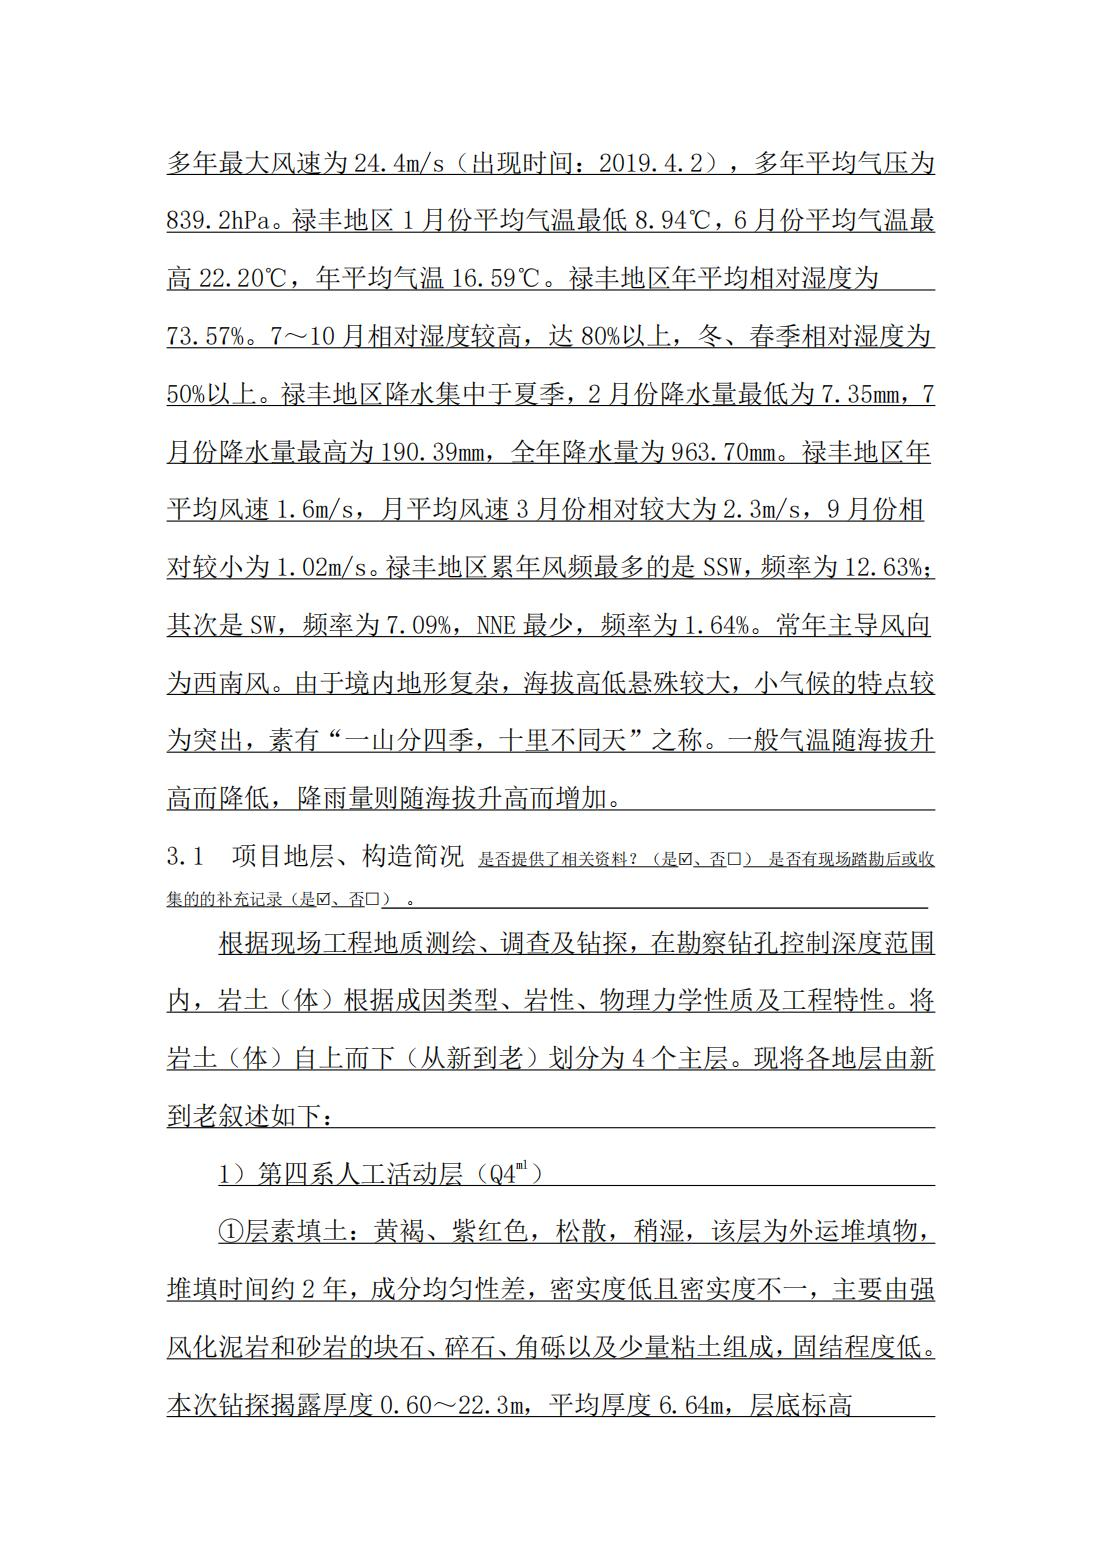 多年最大风速为 24.4m/s（出现时间：2019.4.2），多年平均气压为
839.2hPa。禄丰地区 1 月份平均气温最低 8.94℃，6 月份平均气温最
高 22.20℃，年平均气温 16.59℃。禄丰地区年平均相对湿度为
73.57%。7～10 月相对湿度较高，达 80%以上，冬、春季相对湿度为
50%以上。禄丰地区降水集中于夏季，2 月份降水量最低为 7.35mm，7
月份降水量最高为 190.39mm，全年降水量为 963.70mm。禄丰地区年
平均风速 1.6m/s，月平均风速 3 月份相对较大为 2.3m/s，9 月份相
对较小为 1.02m/s。禄丰地区累年风频最多的是 SSW，频率为 12.63%；
其次是 SW，频率为 7.09%，NNE 最少，频率为 1.64%。常年主导风向
为西南风。由于境内地形复杂，海拔高低悬殊较大，小气候的特点较
为突出，素有“一山分四季，十里不同天”之称。一般气温随海拔升
高而降低，降雨量则随海拔升高而增加。
3.1 项目地层、构造简况 是否提供了相关资料？（是☑、否□） 是否有现场踏勘后或收
集的的补充记录（是☑、否□） 。
根据现场工程地质测绘、调查及钻探，在勘察钻孔控制深度范围
内，岩土（体）根据成因类型、岩性、物理力学性质及工程特性。将
岩土（体）自上而下（从新到老）划分为 4 个主层。现将各地层由新
到老叙述如下：
1）第四系人工活动层（Q4ml）
①层素填土：黄褐、紫红色，松散，稍湿，该层为外运堆填物，
堆填时间约 2 年，成分均匀性差，密实度低且密实度不一，主要由强
风化泥岩和砂岩的块石、碎石、角砾以及少量粘土组成，固结程度低。
本次钻探揭露厚度 0.60～22.3m，平均厚度 6.64m，层底标高